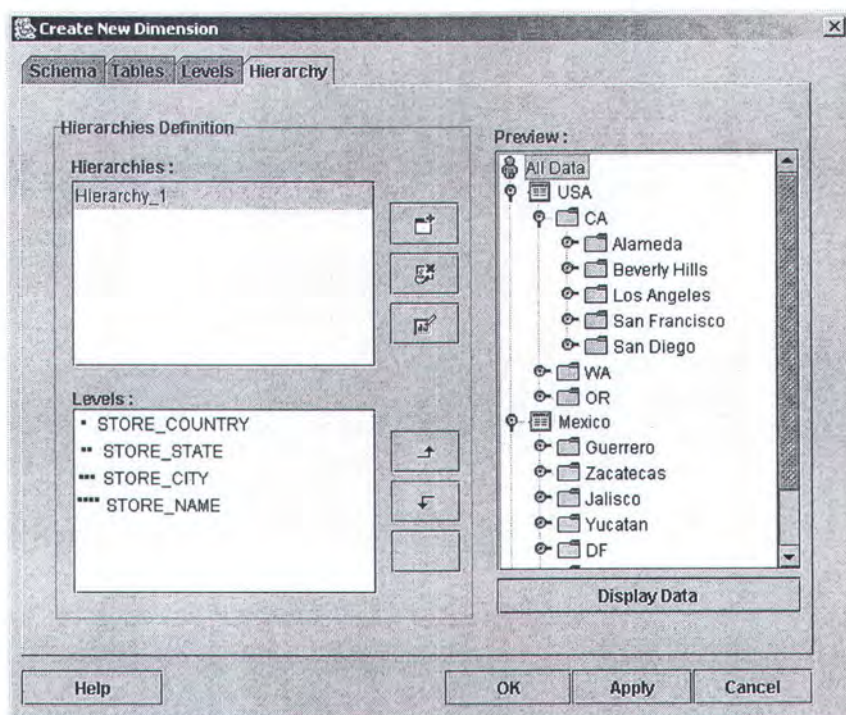 Create New Dimension
Schema Tables Levels Hierarchy
Hierarchies Definition
Hierarchies :
Hierarchy_1
Levels :
STORE_COUNTRY
STORE_STATE
STORE_CITY
STORE_NAME
Preview :
All Data
USA
CA
Alameda
Beverly Hills
Los Angeles
San Francisco
San Diego
WA
OR
Mexico
Guerrero
Zacatecas
Jalisco
Yucatan
DF
Display Data
Help OK Apply Cancel